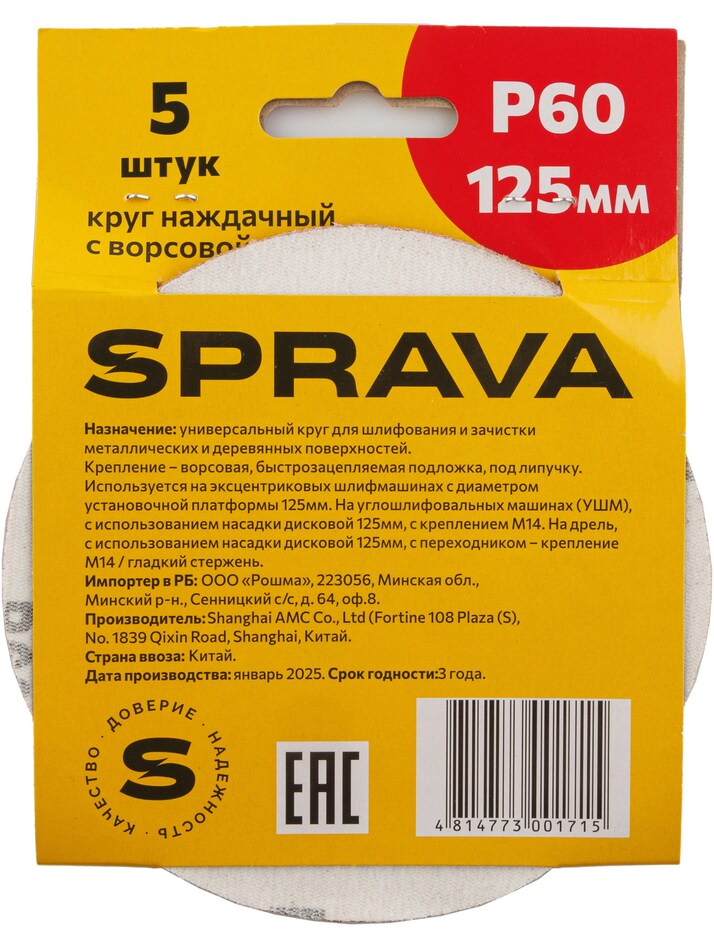 5
штук
P60
125мм
круг наждачный
с ворсовой
SPRAVA
Назначение: универсальный круг для шлифования и зачистки
металлических и деревянных поверхностей.
Крепление – ворсовая, быстрозацепляемая подложка, под липучку.
Используется на эксцентриковых шлифмашинах с диаметром
установочной платформы 125мм. На углошлифовальных машинах (УШМ),
с использованием насадки дисковой 125мм, с креплением М14. На дрель,
с использованием насадки дисковой 125мм, с переходником – крепление
М14 / гладкий стержень.
Импортер в РБ: ООО «Рошма», 223056, Минская обл.,
Минский р-н., Сенницкий с/с, д. 64, оф.8.
Производитель: Shanghai AMC Co., Ltd (Fortine 108 Plaza (S),
No. 1839 Qixin Road, Shanghai, Китай.
Страна ввоза: Китай.
Дата производства: январь 2025. Срок годности:3 года.
КАЧЕСТВО · ДОВЕРИЕ · НАДЕЖНОСТЬ ·
S
EAC
4 814773 001715